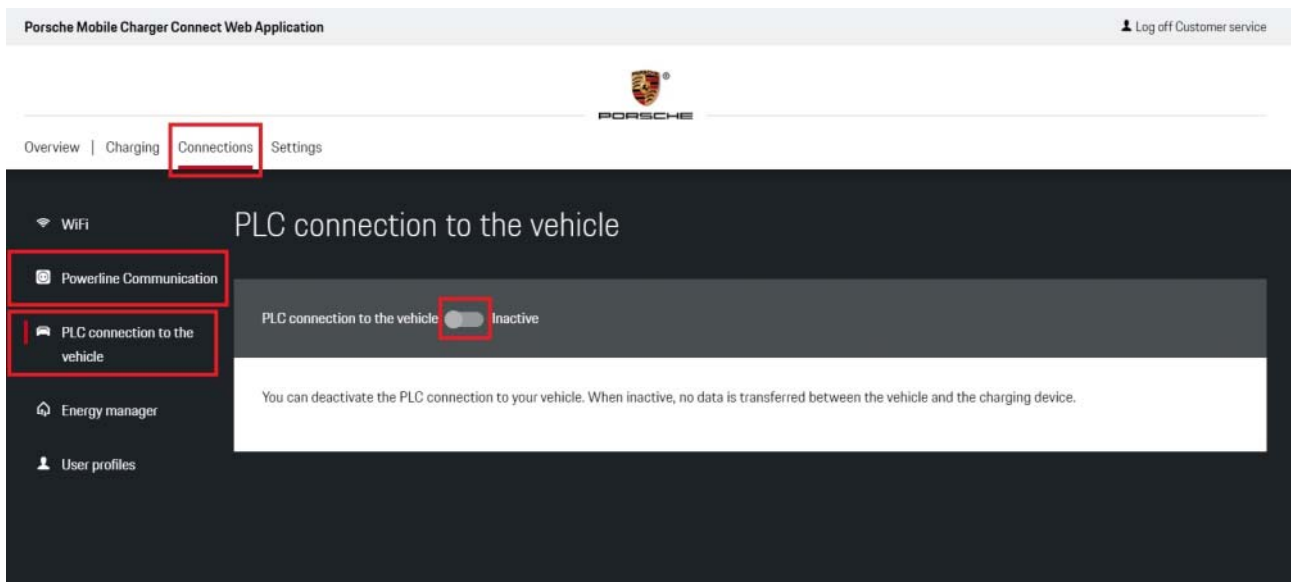 Porsche Mobile Charger Connect Web Application
Log off Customer service
PORSCHE
Overview | Charging Connections Settings
WiFi
PLC connection to the vehicle
Powerline Communication
PLC connection to the vehicle Inactive
PLC connection to the
vehicle
You can deactivate the PLC connection to your vehicle. When inactive, no data is transferred between the vehicle and the charging device.
Energy manager
User profiles